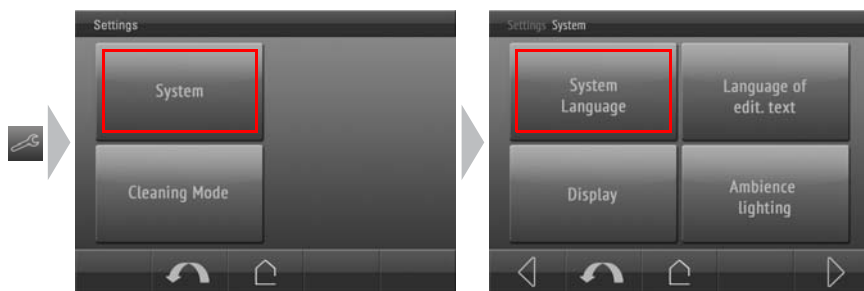 Settings
System
Cleaning Mode
Settings System
System
Language
Language of
edit. text
Display
Ambience
lighting